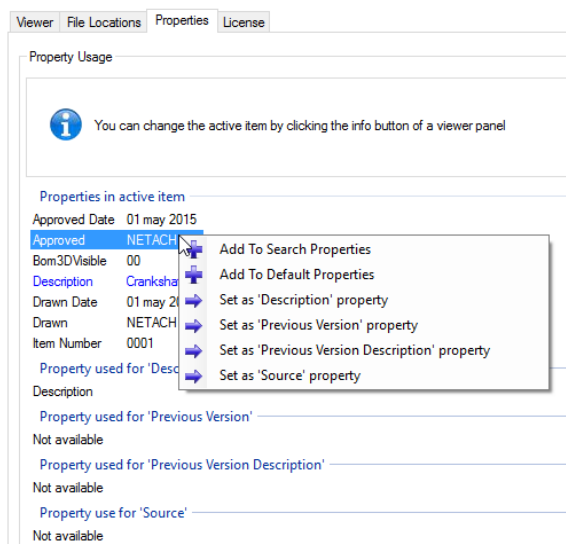 Viewer File Locations Properties License
Property Usage
You can change the active item by clicking the info button of a viewer panel
Properties in active item
Approved Date 01 may 2015
Approved NETACH
Bom3DVisible 00
Description Cranksha
Drawn Date 01 may 2
Drawn NETACH
Item Number 0001
Add To Search Properties
Add To Default Properties
Set as 'Description' property
Set as 'Previous Version' property
Set as 'Previous Version Description' property
Set as 'Source' property
Property used for 'Desc
Description
Property used for 'Previous Version'
Not available
Property used for 'Previous Version Description'
Not available
Property use for 'Source'
Not available